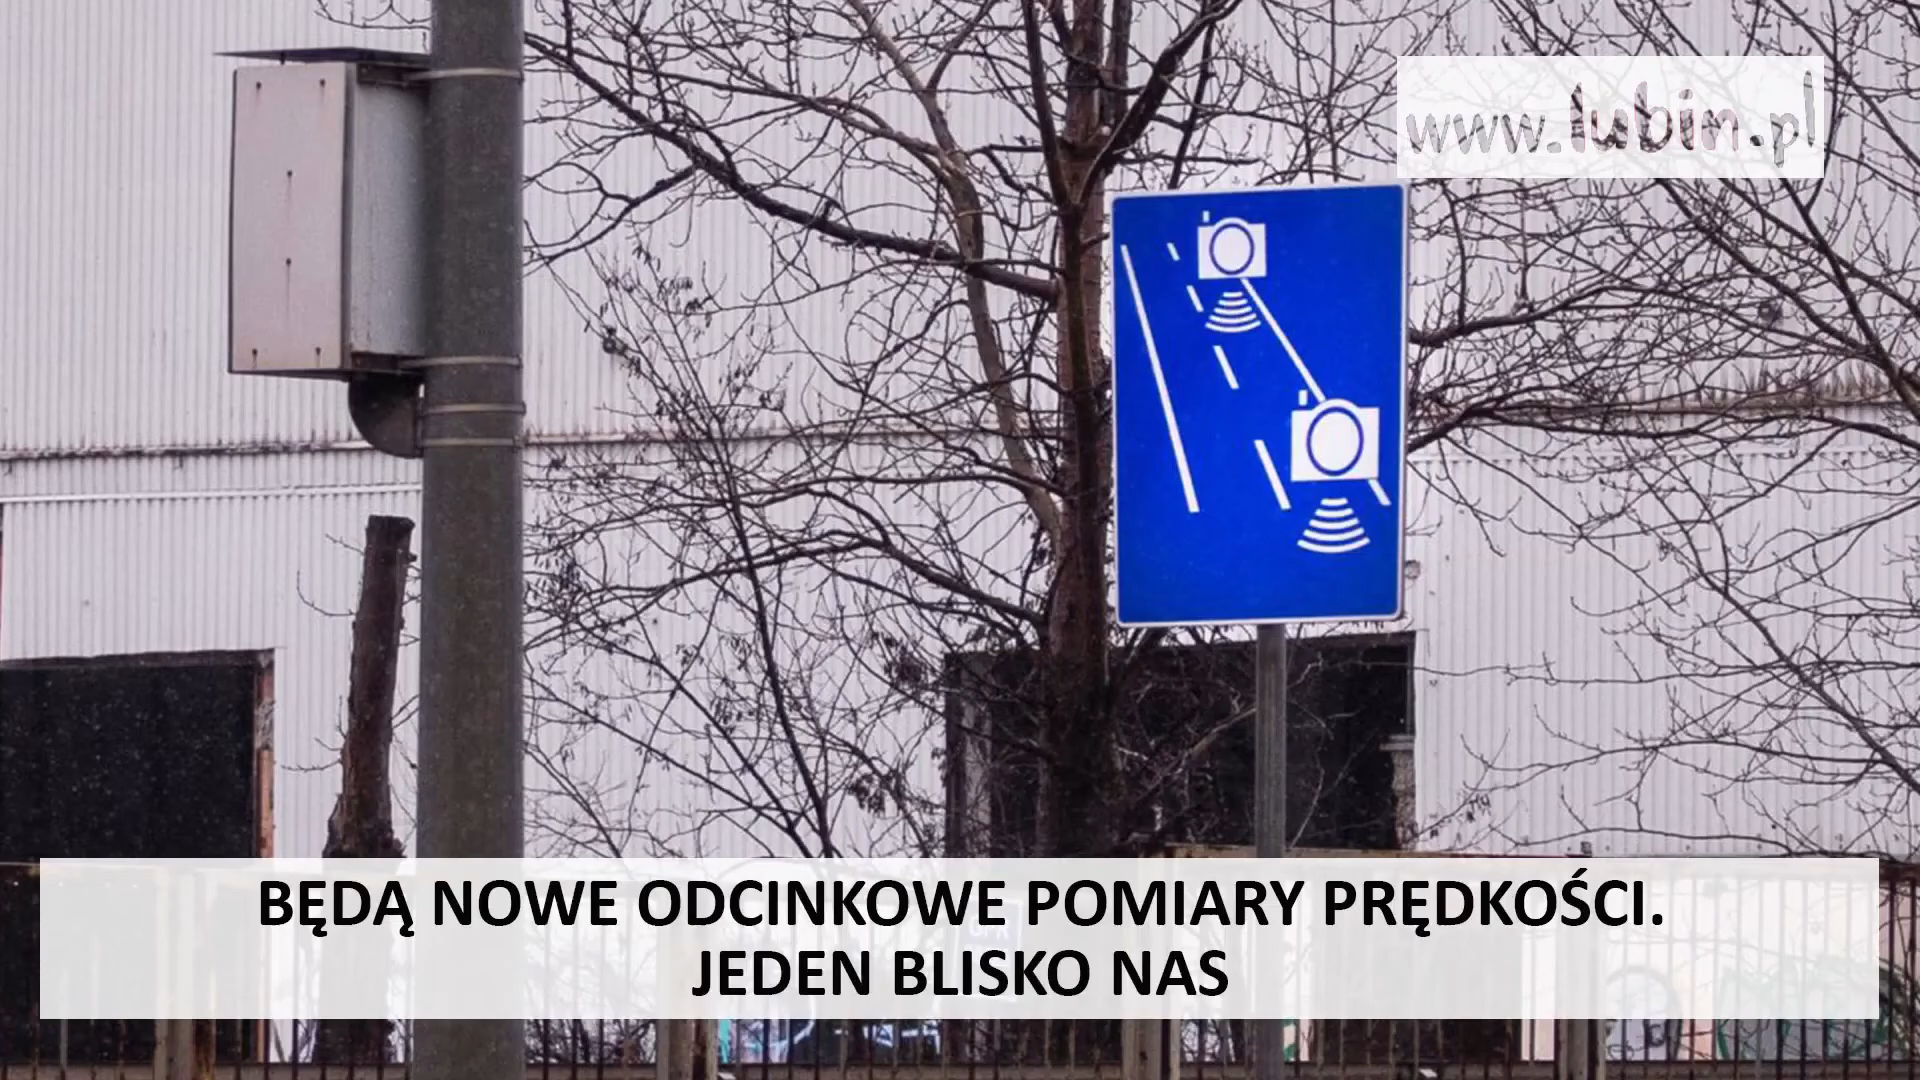 www.lubin.pl
BĘDĄ NOWE ODCINKOWE POMIARY PRĘDKOŚCI.
JEDEN BLISKO NAS